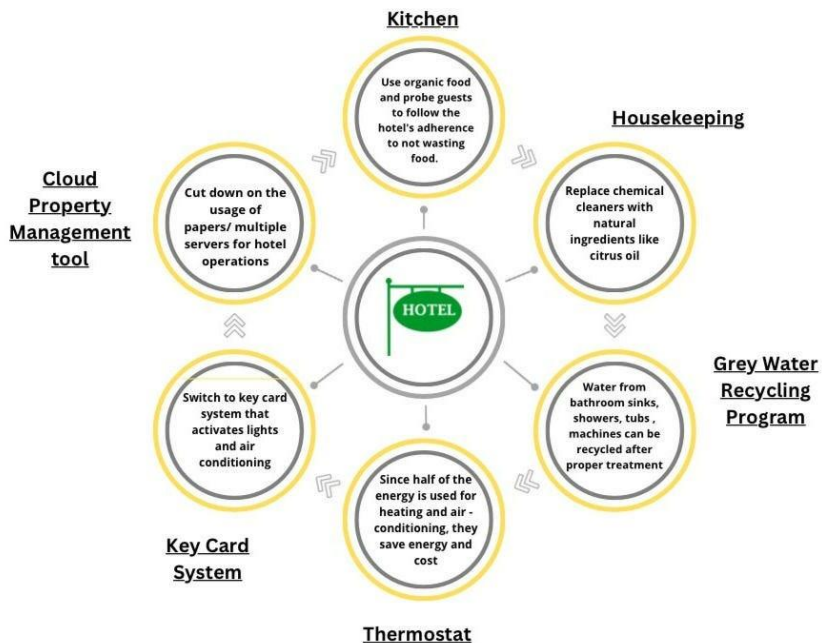 Kitchen
Use organic food
and probe guests
to follow the
hotel's adherence
to not wasting
food.
Housekeeping
Replace chemical
cleaners with
natural
ingredients like
citrus oil
Grey Water
Recycling
Program
Water from
bathroom sinks,
showers, tubs ,
machines can be
recycled after
proper treatment
Since half of the
energy is used for
heating and air -
conditioning, they
save energy and
cost
Thermostat
Switch to key card
system that
activates lights
and air
conditioning
Key Card
System
Cloud
Property
Management
tool
Cut down on the
usage of
papers/ multiple
servers for hotel
operations
HOTEL